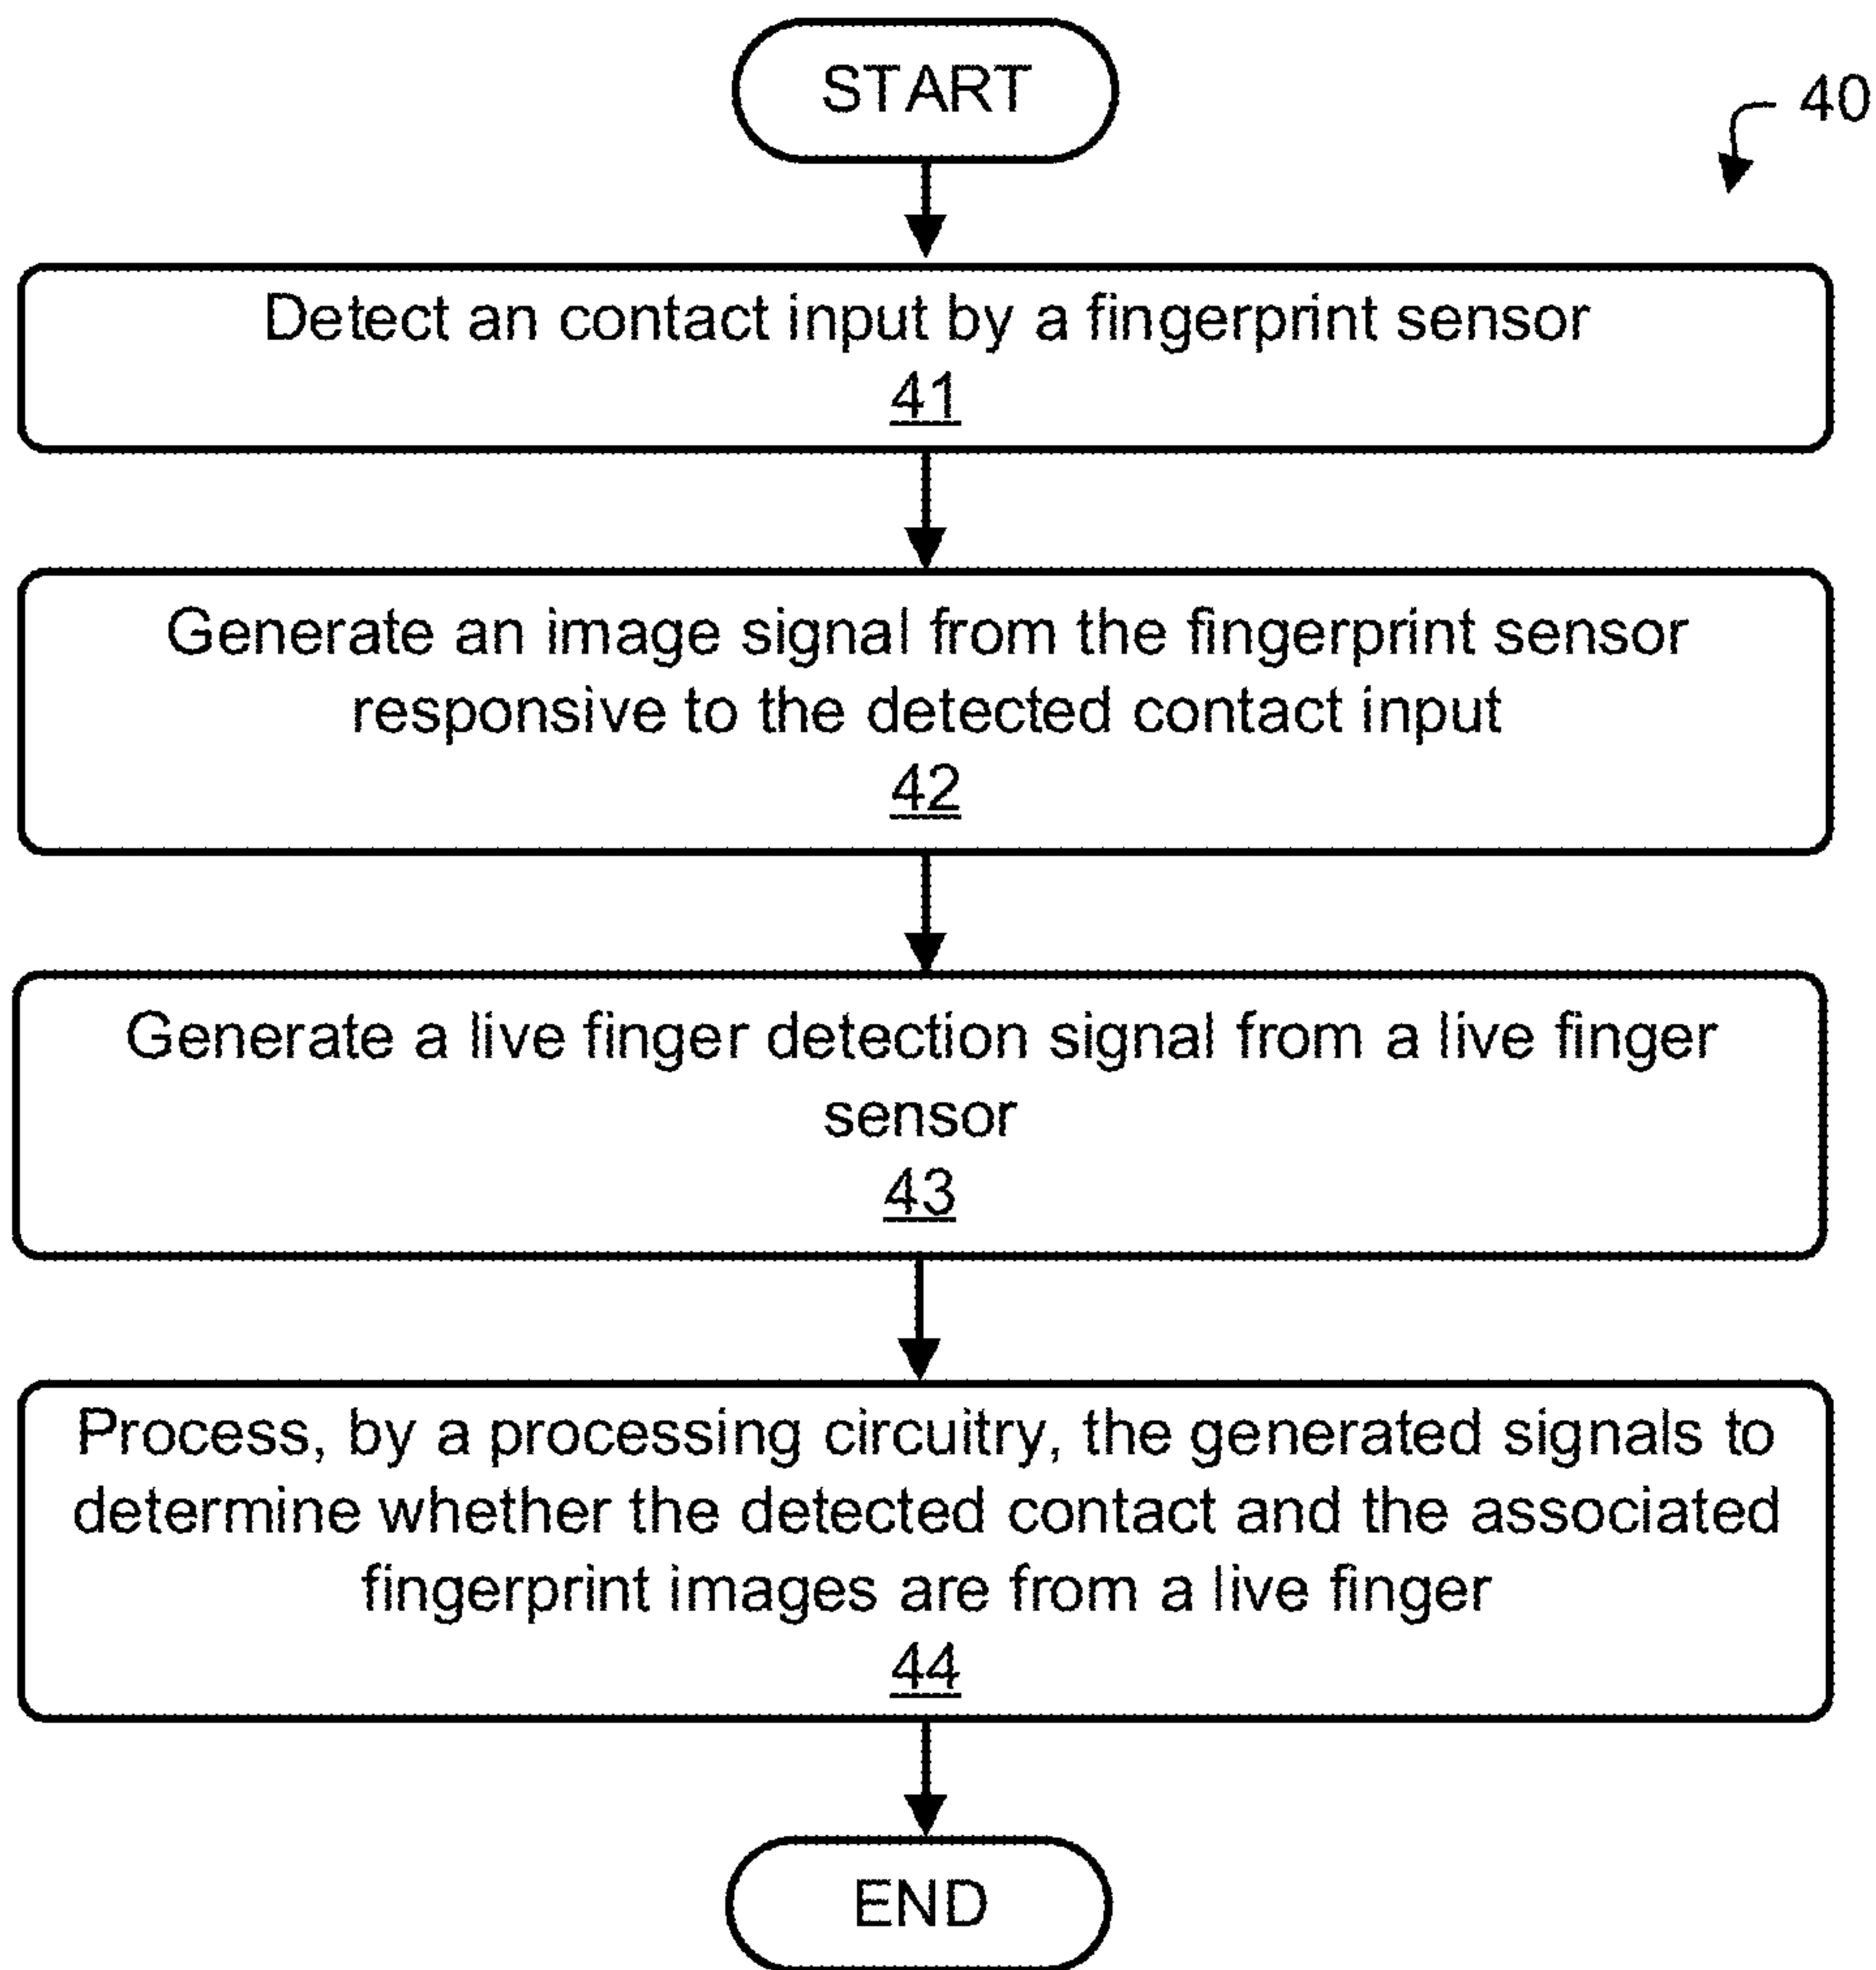 START
40
Detect an contact input by a fingerprint sensor
41
Generate an image signal from the fingerprint sensor
responsive to the detected contact input
42
Generate a live finger detection signal from a live finger
sensor
43
Process, by a processing circuitry, the generated signals to
determine whether the detected contact and the associated
fingerprint images are from a live finger
44
END